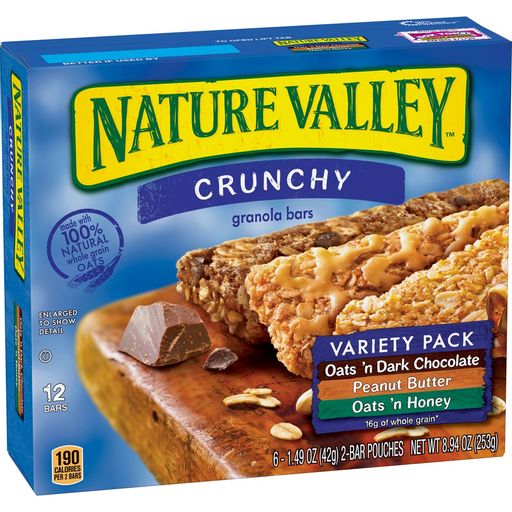 TO OPEN LIFT TAB
NATURE VALLEY
BETTER IF USED BY
NATURE VALLEY™
CRUNCHY
granola bars
NATURE VALLEY
CRUNCHY
made with
100%
NATURAL
whole grain
OATS
ENLARGED
TO SHOW
DETAIL
12
BARS
190
CALORIES
PER 2 BARS
VARIETY PACK
Oats 'n Dark Chocolate
Peanut Butter
Oats 'n Honey
16g of whole grain*
6 - 1.49 OZ (42g) 2-BAR POUCHES NET WT 8.94 OZ (253g)